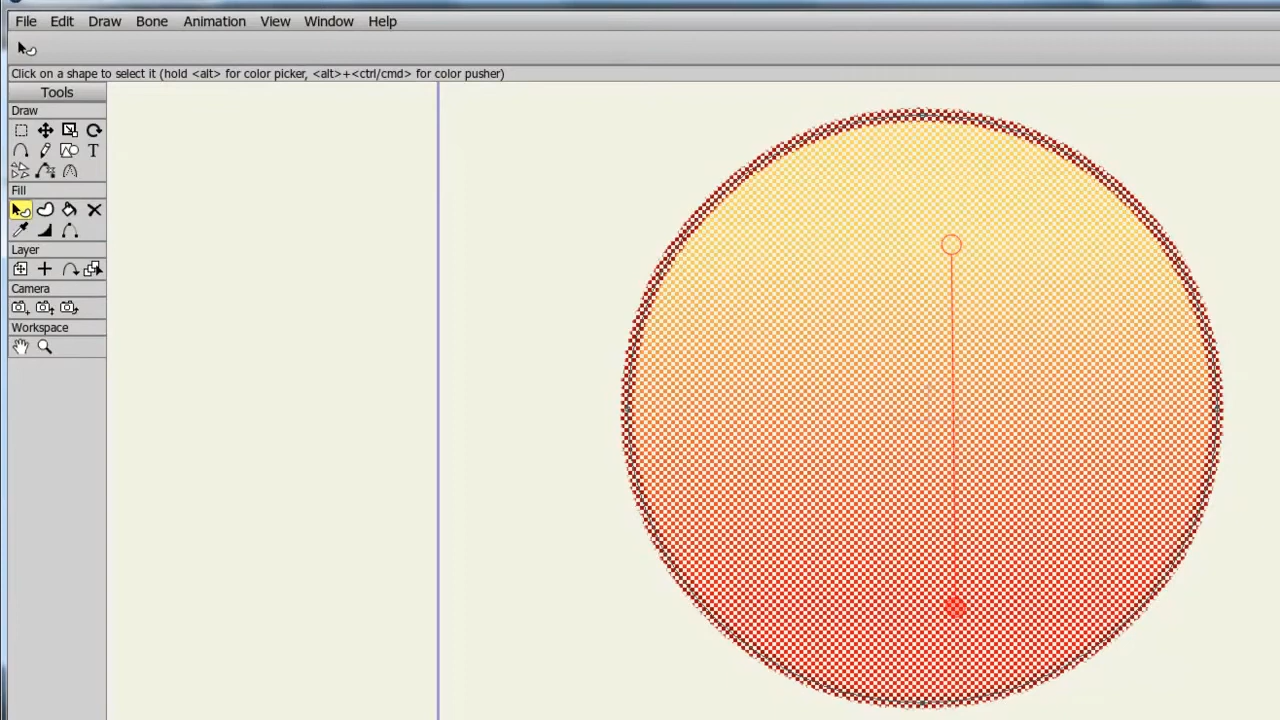 File Edit Draw Bone Animation View Window Help
Click on a shape to select it (hold <alt> for color picker, <alt>+<ctrl/cmd> for color pusher)
Tools
Draw
T
Fill
Layer
Camera
Workspace